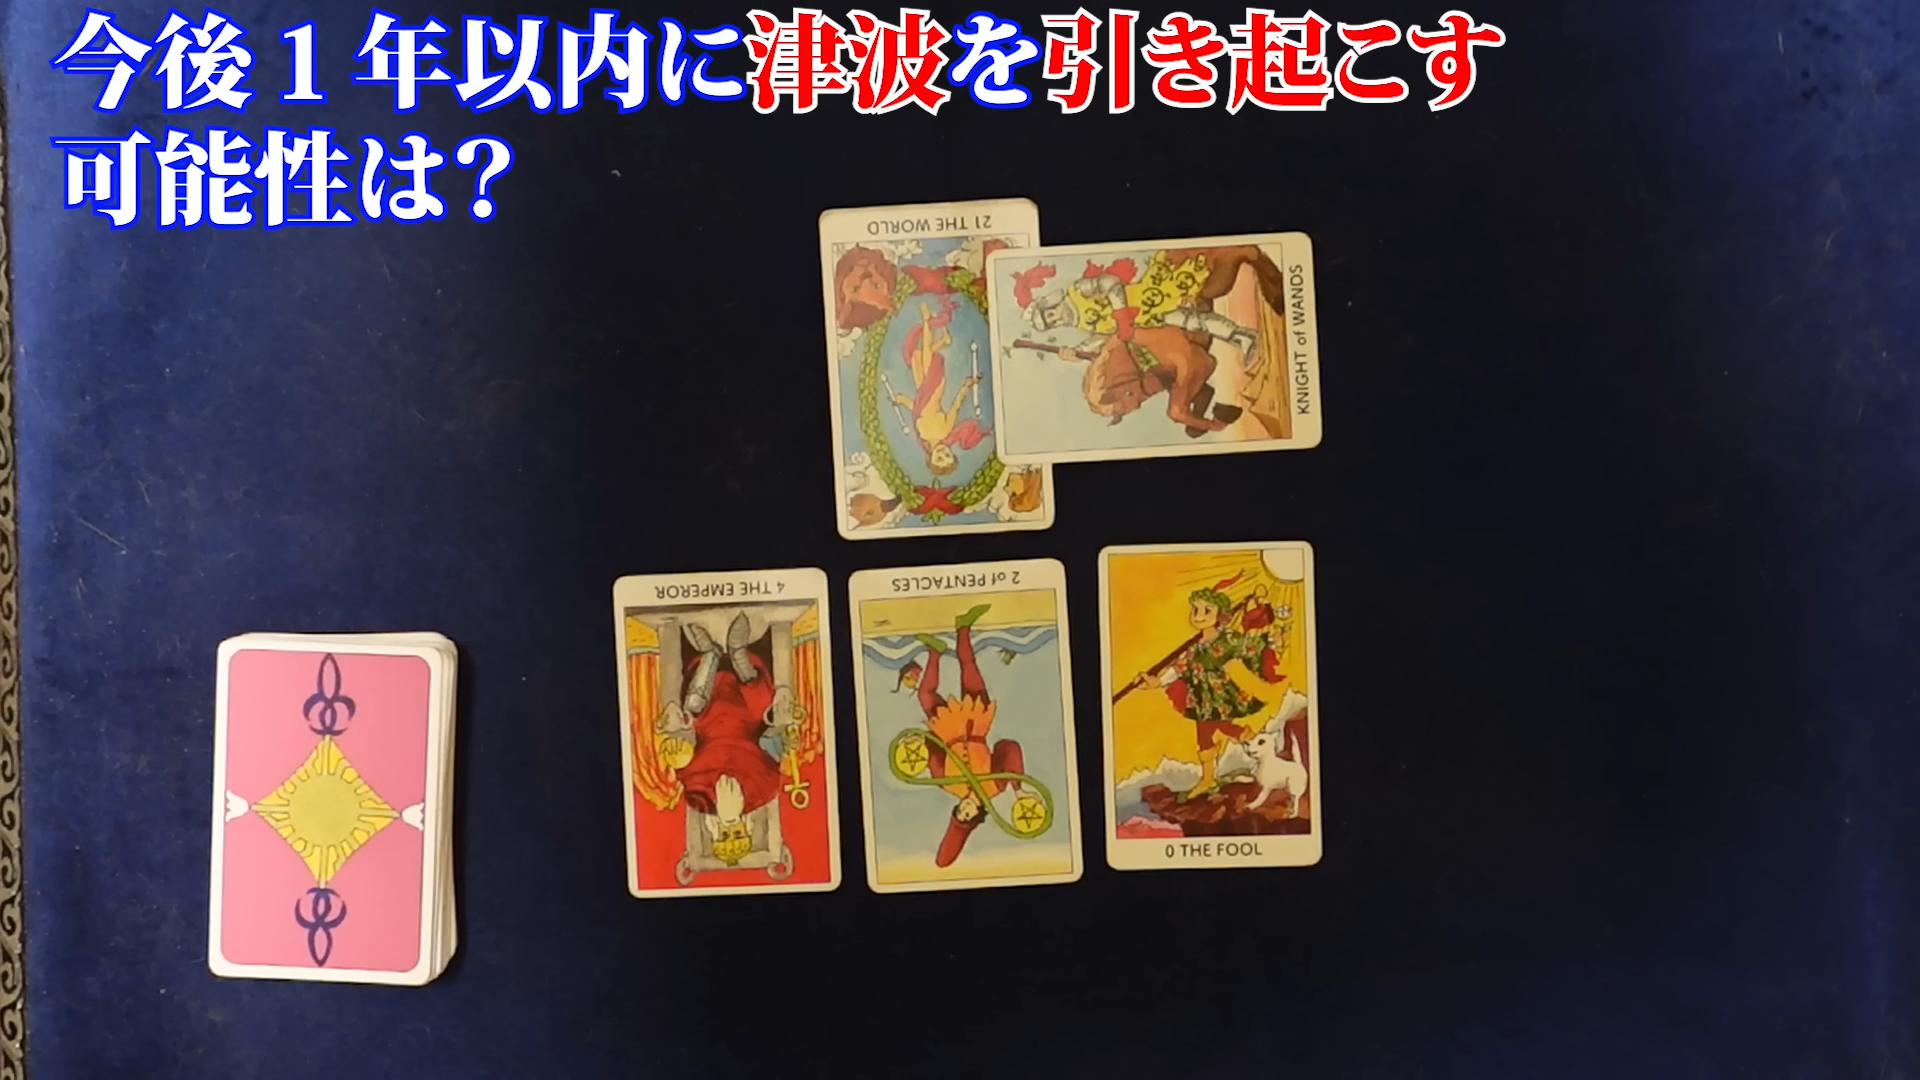 今後１年以内に津波を引き起こす
可能性は？
21 THE WORLD
KNIGHT of WANDS
4 THE EMPEROR
2 of PENTACLES
0 THE FOOL